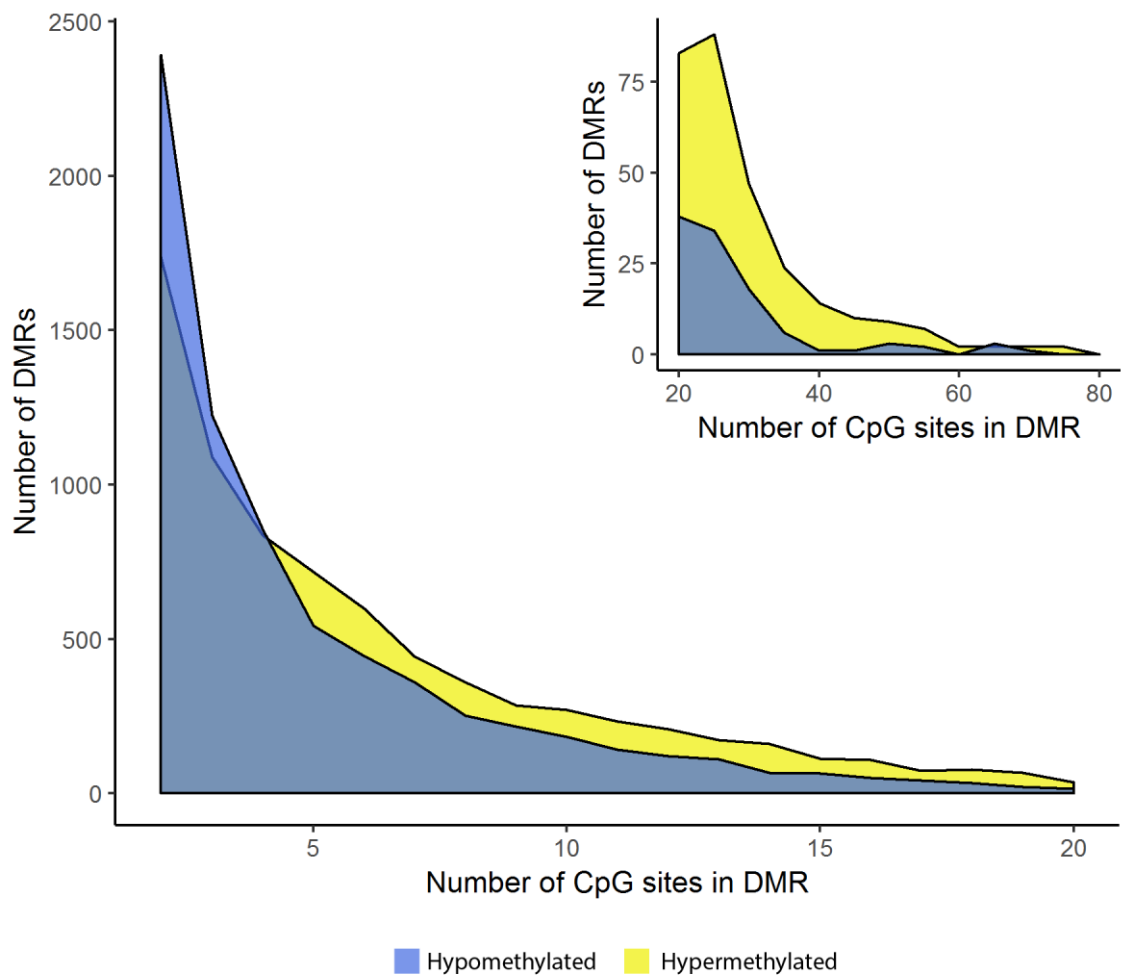 2500
2000
1500
1000
500
0
Number of DMRs
5 10 15 20
Number of CpG sites in DMR
75
50
25
0
Number of DMRs
20 40 60 80
Number of CpG sites in DMR
Hypomethylated Hypermethylated